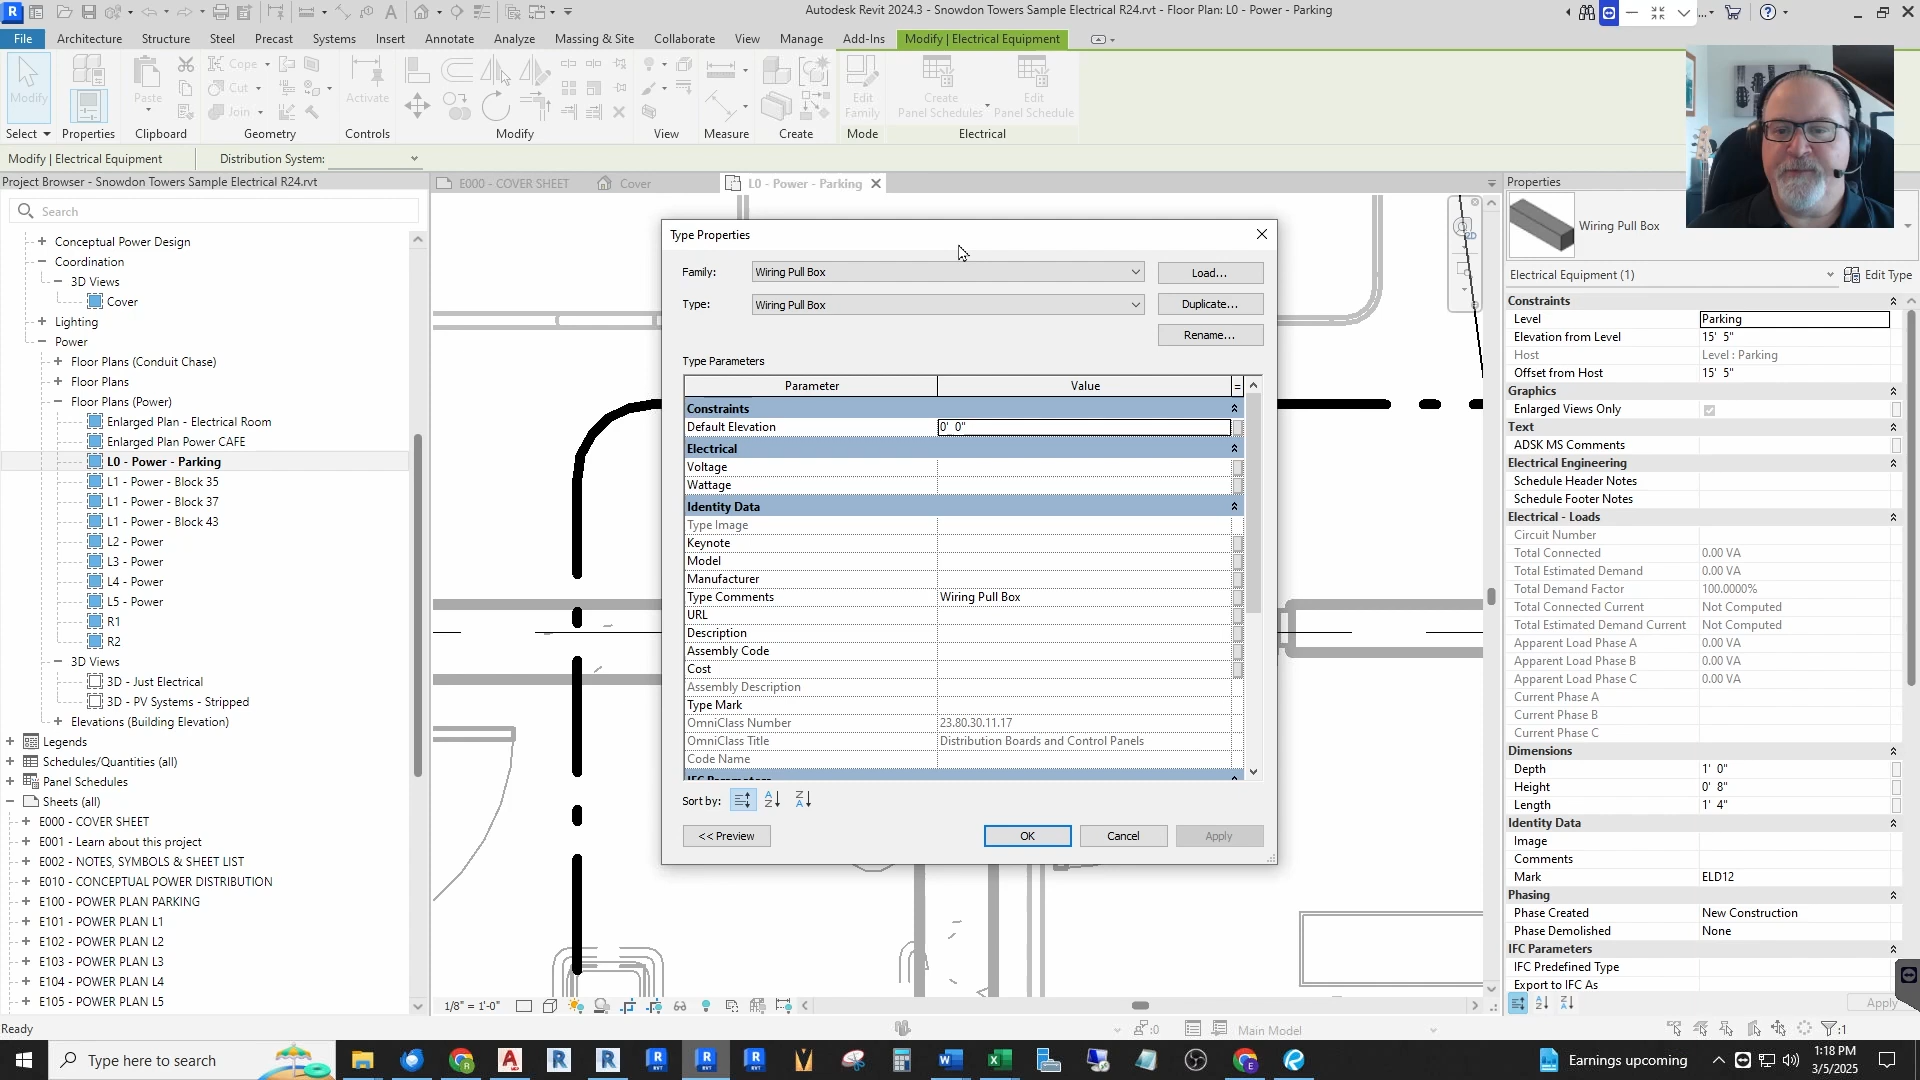 Autodesk Revit 2024.3 - Snowdon Towers Sample Electrical R24.rvt - Floor Plan: L0 - Power - Parking
File Architecture Structure Steel Precast Systems Insert Annotate Analyze Massing & Site Collaborate View Manage Add-Ins Modify | Electrical Equipment
Modify Paste Cope Cut Join Activate Edit Family Create Panel Schedules Edit Panel Schedule
Select Properties Clipboard Geometry Controls Modify View Measure Create Mode Electrical
Modify | Electrical Equipment Distribution System:
Project Browser - Snowdon Towers Sample Electrical R24.rvt
Search
Conceptual Power Design
Coordination
3D Views
Cover
Lighting
Power
Floor Plans (Conduit Chase)
Floor Plans
Floor Plans (Power)
Enlarged Plan - Electrical Room
Enlarged Plan Power CAFE
L0 - Power - Parking
L1 - Power - Block 35
L1 - Power - Block 37
L1 - Power - Block 43
L2 - Power
L3 - Power
L4 - Power
L5 - Power
R1
R2
3D Views
3D - Just Electrical
3D - PV Systems - Stripped
Elevations (Building Elevation)
Legends
Schedules/Quantities (all)
Panel Schedules
Sheets (all)
E000 - COVER SHEET
E001 - Learn about this project
E002 - NOTES, SYMBOLS & SHEET LIST
E010 - CONCEPTUAL POWER DISTRIBUTION
E100 - POWER PLAN PARKING
E101 - POWER PLAN L1
E102 - POWER PLAN L2
E103 - POWER PLAN L3
E104 - POWER PLAN L4
E105 - POWER PLAN L5
E000 - COVER SHEET Cover L0 - Power - Parking
Type Properties
Family: Wiring Pull Box Load...
Type: Wiring Pull Box Duplicate...
Rename...
Type Parameters
Parameter Value =
Constraints
Default Elevation 0' 0"
Electrical
Voltage
Wattage
Identity Data
Type Image
Keynote
Model
Manufacturer
Type Comments Wiring Pull Box
URL
Description
Assembly Code
Cost
Assembly Description
Type Mark
OmniClass Number 23.80.30.11.17
OmniClass Title Distribution Boards and Control Panels
Code Name
IFC Parameters
Sort by:
<< Preview OK Cancel Apply
1/8" = 1'-0"
Properties
Wiring Pull Box
Electrical Equipment (1) Edit Type
Constraints
Level Parking
Elevation from Level 15' 5"
Host Level : Parking
Offset from Host 15' 5"
Graphics
Enlarged Views Only
Text
ADSK MS Comments
Electrical Engineering
Schedule Header Notes
Schedule Footer Notes
Electrical - Loads
Circuit Number
Total Connected 0.00 VA
Total Estimated Demand 0.00 VA
Total Demand Factor 100.0000%
Total Connected Current Not Computed
Total Estimated Demand Current Not Computed
Apparent Load Phase A 0.00 VA
Apparent Load Phase B 0.00 VA
Apparent Load Phase C 0.00 VA
Current Phase A
Current Phase B
Current Phase C
Dimensions
Depth 1' 0"
Height 0' 8"
Length 1' 4"
Identity Data
Image
Comments
Mark ELD12
Phasing
Phase Created New Construction
Phase Demolished None
IFC Parameters
IFC Predefined Type
Export to IFC As
Apply
Ready :0 Main Model :1
Type here to search Earnings upcoming 1:18 PM
3/5/2025